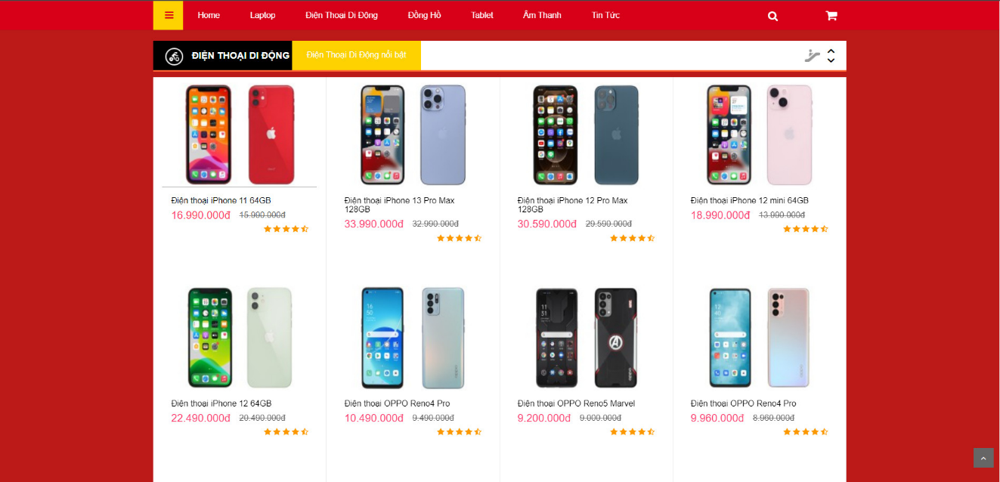 Home Laptop Điện Thoại Di Động Đồng Hồ Tablet Âm Thanh Tin Tức
ĐIỆN THOẠI DI ĐỘNG Điện Thoại Di Động nổi bật
Điện thoại iPhone 11 64GB
16.990.000đ 15.990.000đ
Điện thoại iPhone 13 Pro Max
128GB
33.990.000đ 32.990.000đ
Điện thoại iPhone 12 Pro Max
128GB
30.590.000đ 29.590.000đ
Điện thoại iPhone 12 mini 64GB
18.990.000đ 13.990.000đ
Điện thoại iPhone 12 64GB
22.490.000đ 20.490.000đ
Điện thoại OPPO Reno4 Pro
10.490.000đ 9.490.000đ
Điện thoại OPPO Reno5 Marvel
9.200.000đ 9.000.000đ
Điện thoại OPPO Reno4 Pro
9.960.000đ 8.960.000đ